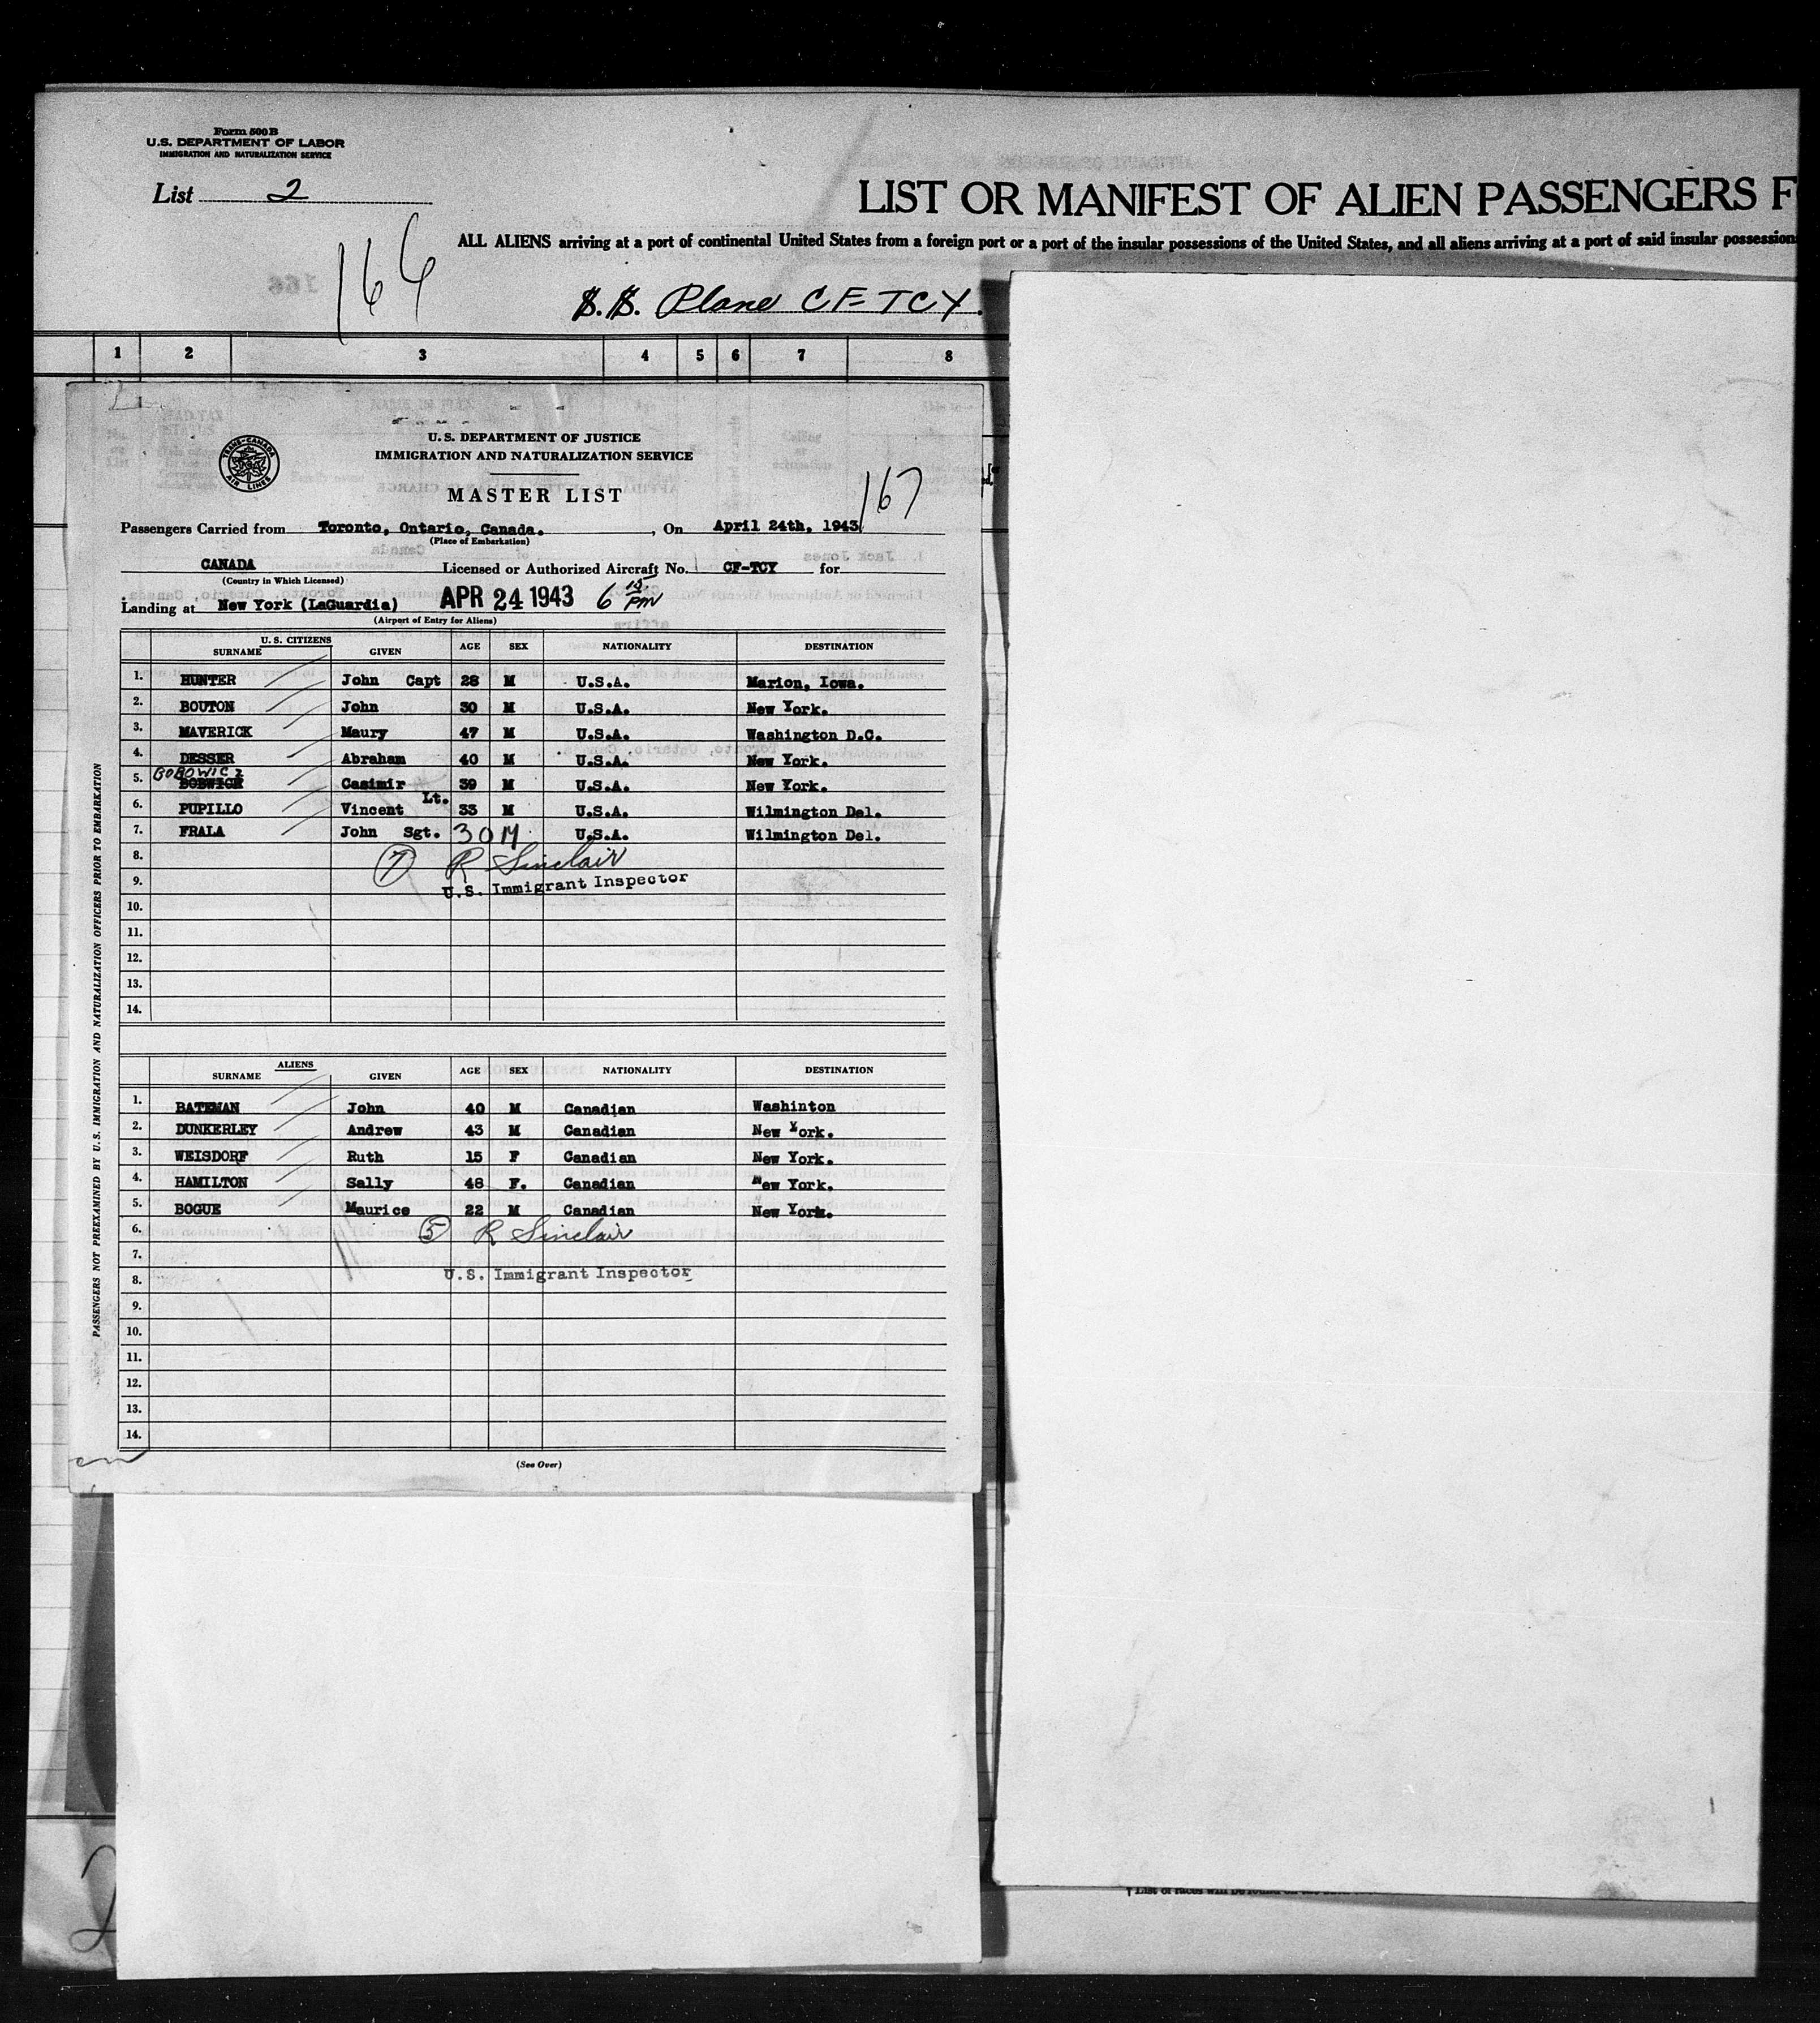 Form 500 B
U.S. DEPARTMENT OF LABOR
IMMIGRATION AND NATURALIZATION SERVICE
List 2
LIST OR MANIFEST OF ALIEN PASSENGERS F
166
ALL ALIENS arriving at a port of continental United States from a foreign port or a port of the insular possessions of the United States, and all aliens arriving at a port of said insular possession
S.S. Plane CF-TCY.
1 2 3 4 5 6 7 8
TRANS-CANADA AIR LINES
U. S. DEPARTMENT OF JUSTICE
IMMIGRATION AND NATURALIZATION SERVICE
MASTER LIST
167
Passengers Carried from Toronto, Ontario, Canada. , On April 24th, 1943
(Place of Embarkation)
CANADA Licensed or Authorized Aircraft No. CF-TCY for
(Country in Which Licensed)
Landing at New York (LaGuardia) APR 24 1943 6 15 PM
(Airport of Entry for Aliens)
U. S. CITIZENS
SURNAME GIVEN AGE SEX NATIONALITY DESTINATION
1. HUNTER John Capt 28 M U.S.A. Marion, Iowa.
2. BOUTON John 30 M U.S.A. New York.
3. MAVERICK Maury 47 M U.S.A. Washington D.C.
4. DESSER Abraham 40 M U.S.A. New York.
BOBOWICZ
5. BOBWICH Casimir 39 M U.S.A. New York.
6. PUPILLO Vincent Lt. 33 M U.S.A. Wilmington Del.
7. FRALA John Sgt. 30 M U.S.A. Wilmington Del.
8. 7 R Sinclair
9. U.S. Immigrant Inspector
10.
11.
12.
13.
14.
ALIENS
SURNAME GIVEN AGE SEX NATIONALITY DESTINATION
1. BATEMAN John 40 M Canadian Washinton
2. DUNKERLEY Andrew 43 M Canadian New York.
3. WEISDORF Ruth 15 F Canadian New York.
4. HAMILTON Sally 48 F. Canadian New York.
5. BOGUE Maurice 22 M Canadian New York.
6. 5 R Sinclair
7.
8. U.S. Immigrant Inspector
9.
10.
11.
12.
13.
14.
(See Over)
PASSENGERS NOT PREEXAMINED BY U. S. IMMIGRATION AND NATURALIZATION OFFICERS PRIOR TO EMBARKATION